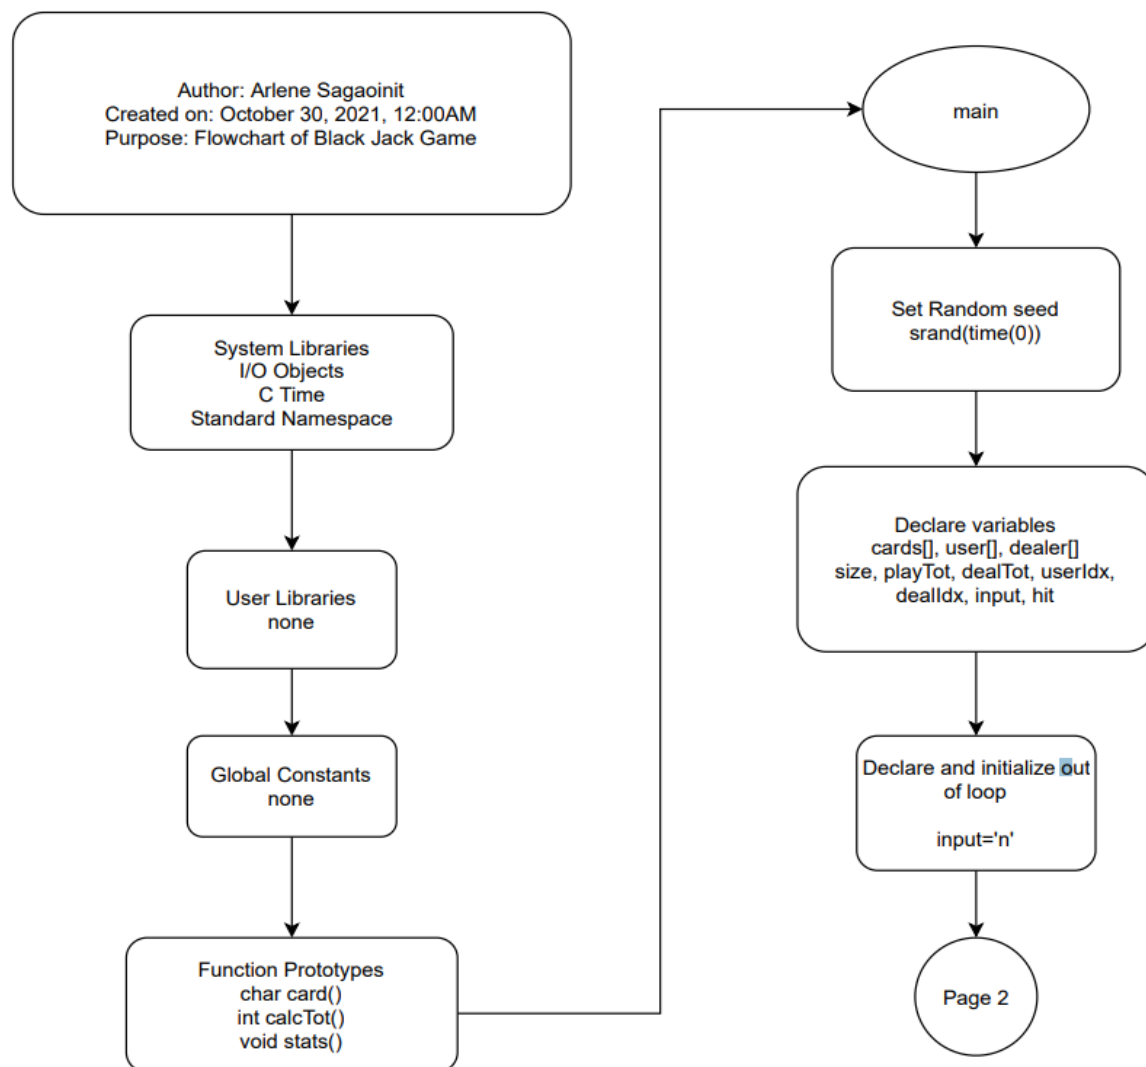 Author: Arlene Sagaoinit
Created on: October 30, 2021, 12:00AM
Purpose: Flowchart of Black Jack Game
System Libraries
I/O Objects
C Time
Standard Namespace
User Libraries
none
Global Constants
none
Function Prototypes
char card()
int calcTot()
void stats()
main
Set Random seed
srand(time(0))
Declare variables
cards[], user[], dealer[]
size, playTot, dealTot, userIdx,
dealIdx, input, hit
Declare and initialize out
of loop
input='n'
Page 2